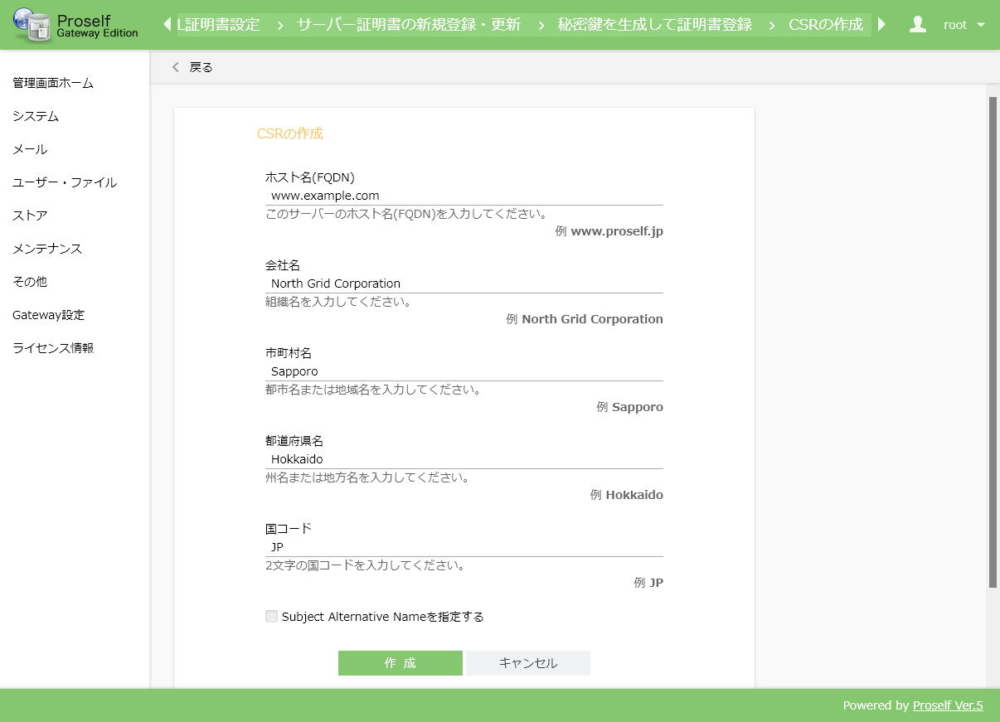 Proself
Gateway Edition
L証明書設定 › サーバー証明書の新規登録・更新 › 秘密鍵を生成して証明書登録 › CSRの作成
root
戻る
管理画面ホーム
システム
メール
ユーザー・ファイル
ストア
メンテナンス
その他
Gateway設定
ライセンス情報
CSRの作成
ホスト名(FQDN)
www.example.com
このサーバーのホスト名(FQDN)を入力してください。
例 www.proself.jp
会社名
North Grid Corporation
組織名を入力してください。
例 North Grid Corporation
市町村名
Sapporo
都市名または地域名を入力してください。
例 Sapporo
都道府県名
Hokkaido
州名または地方名を入力してください。
例 Hokkaido
国コード
JP
2文字の国コードを入力してください。
例 JP
Subject Alternative Nameを指定する
作 成
キャンセル
Powered by Proself Ver.5